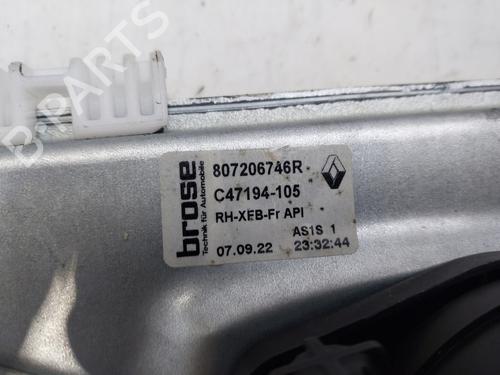 B-PARTS
brose
Technik für Automobile
807206746R
C47194-105
RH-XFB-Fr API
AS1S 1
07.09.22 23:32:44